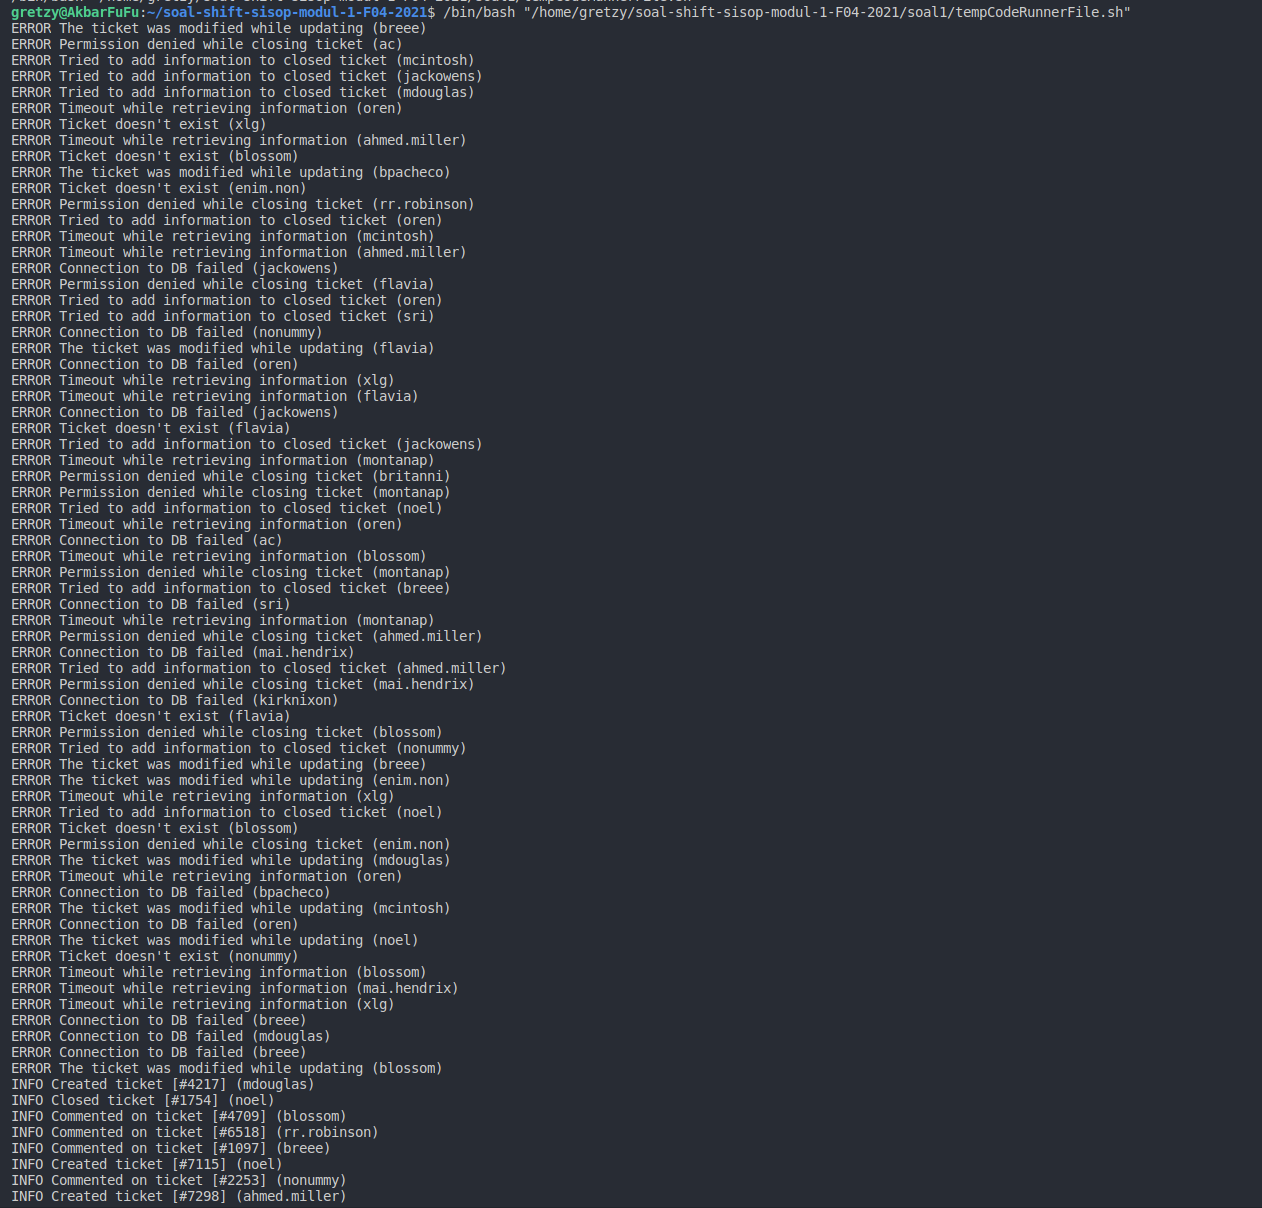 gretzy@AkbarFuFu:~/soal-shift-sisop-modul-1-F04-2021$ /bin/bash "/home/gretzy/soal-shift-sisop-modul-1-F04-2021/soal1/tempCodeRunnerFile.sh"
ERROR The ticket was modified while updating (breee)
ERROR Permission denied while closing ticket (ac)
ERROR Tried to add information to closed ticket (mcintosh)
ERROR Tried to add information to closed ticket (jackowens)
ERROR Tried to add information to closed ticket (mdouglas)
ERROR Timeout while retrieving information (oren)
ERROR Ticket doesn't exist (xlg)
ERROR Timeout while retrieving information (ahmed.miller)
ERROR Ticket doesn't exist (blossom)
ERROR The ticket was modified while updating (bpacheco)
ERROR Ticket doesn't exist (enim.non)
ERROR Permission denied while closing ticket (rr.robinson)
ERROR Tried to add information to closed ticket (oren)
ERROR Timeout while retrieving information (mcintosh)
ERROR Timeout while retrieving information (ahmed.miller)
ERROR Connection to DB failed (jackowens)
ERROR Permission denied while closing ticket (flavia)
ERROR Tried to add information to closed ticket (oren)
ERROR Tried to add information to closed ticket (sri)
ERROR Connection to DB failed (nonummy)
ERROR The ticket was modified while updating (flavia)
ERROR Connection to DB failed (oren)
ERROR Timeout while retrieving information (xlg)
ERROR Timeout while retrieving information (flavia)
ERROR Connection to DB failed (jackowens)
ERROR Ticket doesn't exist (flavia)
ERROR Tried to add information to closed ticket (jackowens)
ERROR Timeout while retrieving information (montanap)
ERROR Permission denied while closing ticket (britanni)
ERROR Permission denied while closing ticket (montanap)
ERROR Tried to add information to closed ticket (noel)
ERROR Timeout while retrieving information (oren)
ERROR Connection to DB failed (ac)
ERROR Timeout while retrieving information (blossom)
ERROR Permission denied while closing ticket (montanap)
ERROR Tried to add information to closed ticket (breee)
ERROR Connection to DB failed (sri)
ERROR Timeout while retrieving information (montanap)
ERROR Permission denied while closing ticket (ahmed.miller)
ERROR Connection to DB failed (mai.hendrix)
ERROR Tried to add information to closed ticket (ahmed.miller)
ERROR Permission denied while closing ticket (mai.hendrix)
ERROR Connection to DB failed (kirknixon)
ERROR Ticket doesn't exist (flavia)
ERROR Permission denied while closing ticket (blossom)
ERROR Tried to add information to closed ticket (nonummy)
ERROR The ticket was modified while updating (breee)
ERROR The ticket was modified while updating (enim.non)
ERROR Timeout while retrieving information (xlg)
ERROR Tried to add information to closed ticket (noel)
ERROR Ticket doesn't exist (blossom)
ERROR Permission denied while closing ticket (enim.non)
ERROR The ticket was modified while updating (mdouglas)
ERROR Timeout while retrieving information (oren)
ERROR Connection to DB failed (bpacheco)
ERROR The ticket was modified while updating (mcintosh)
ERROR Connection to DB failed (oren)
ERROR The ticket was modified while updating (noel)
ERROR Ticket doesn't exist (nonummy)
ERROR Timeout while retrieving information (blossom)
ERROR Timeout while retrieving information (mai.hendrix)
ERROR Timeout while retrieving information (xlg)
ERROR Connection to DB failed (breee)
ERROR Connection to DB failed (mdouglas)
ERROR Connection to DB failed (breee)
ERROR The ticket was modified while updating (blossom)
INFO Created ticket [#4217] (mdouglas)
INFO Closed ticket [#1754] (noel)
INFO Commented on ticket [#4709] (blossom)
INFO Commented on ticket [#6518] (rr.robinson)
INFO Commented on ticket [#1097] (breee)
INFO Created ticket [#7115] (noel)
INFO Commented on ticket [#2253] (nonummy)
INFO Created ticket [#7298] (ahmed.miller)